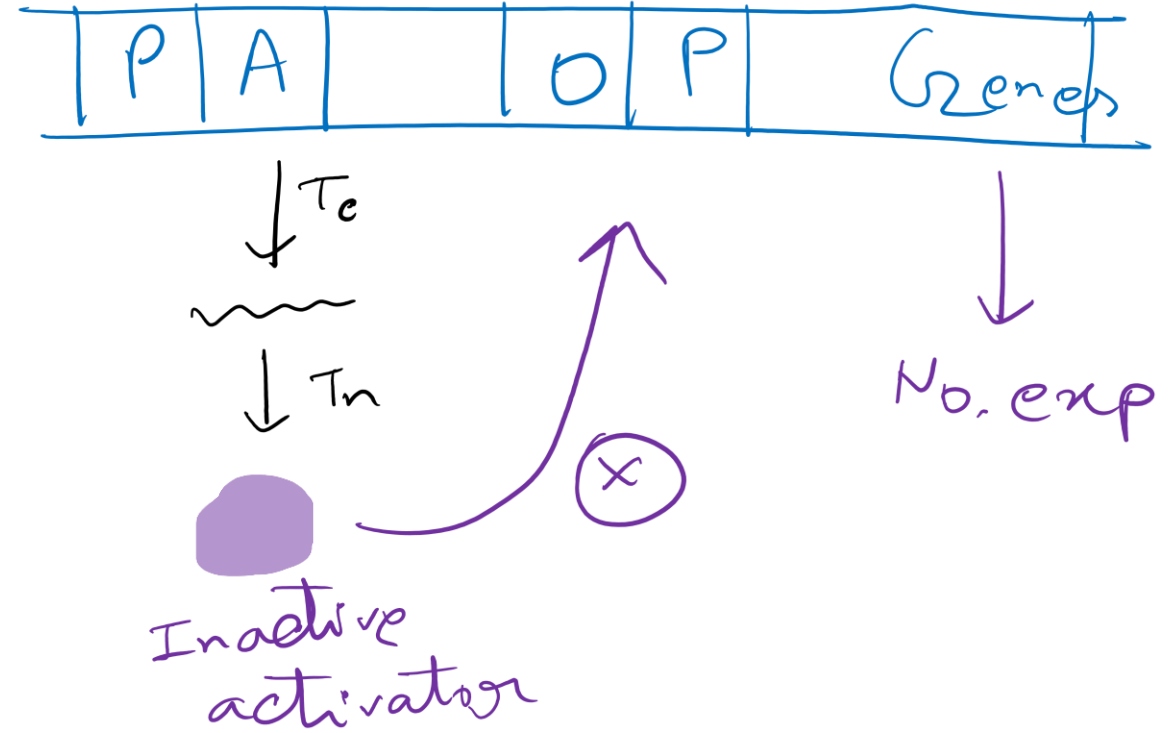 P A O P Genes
Tc
Tn
No. exp
Inactive
activator
x